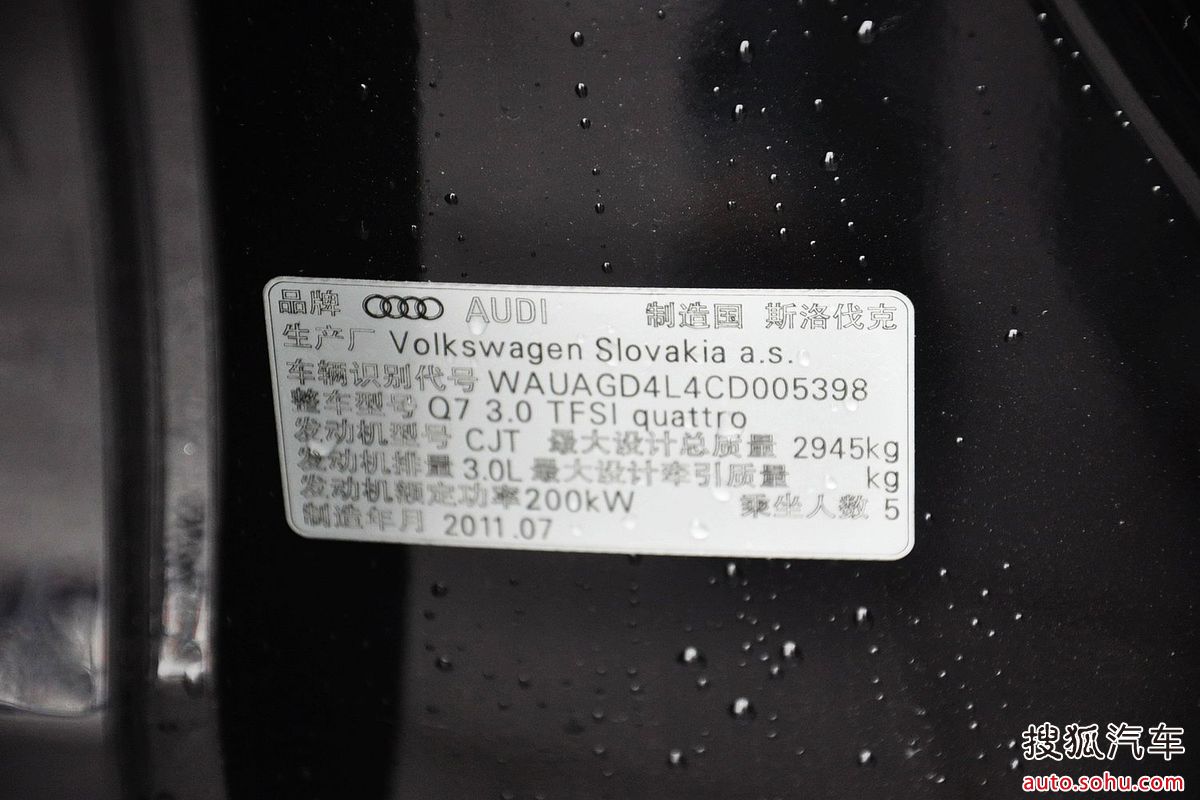 品牌 AUDI 制造国 斯洛伐克
生产厂 Volkswagen Slovakia a.s.
车辆识别代号 WAUAGD4L4CD005398
整车型号 Q7 3.0 TFSI quattro
发动机型号 CJT 最大设计总质量 2945kg
发动机排量 3.0L 最大设计牵引质量 kg
发动机额定功率 200kW 乘坐人数 5
制造年月 2011.07
搜狐汽车
auto.sohu.com